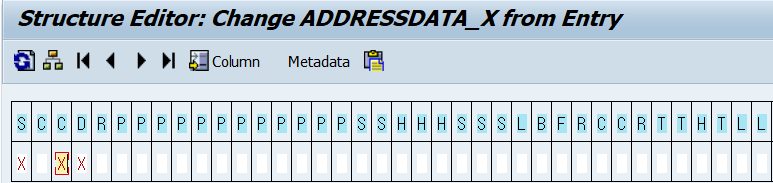 Structure Editor: Change ADDRESSDATA_X from Entry
Column Metadata
S C C D R P P P P P P P P P P P P S S H H H S S S L B F R C C R T T H T L L
X X X